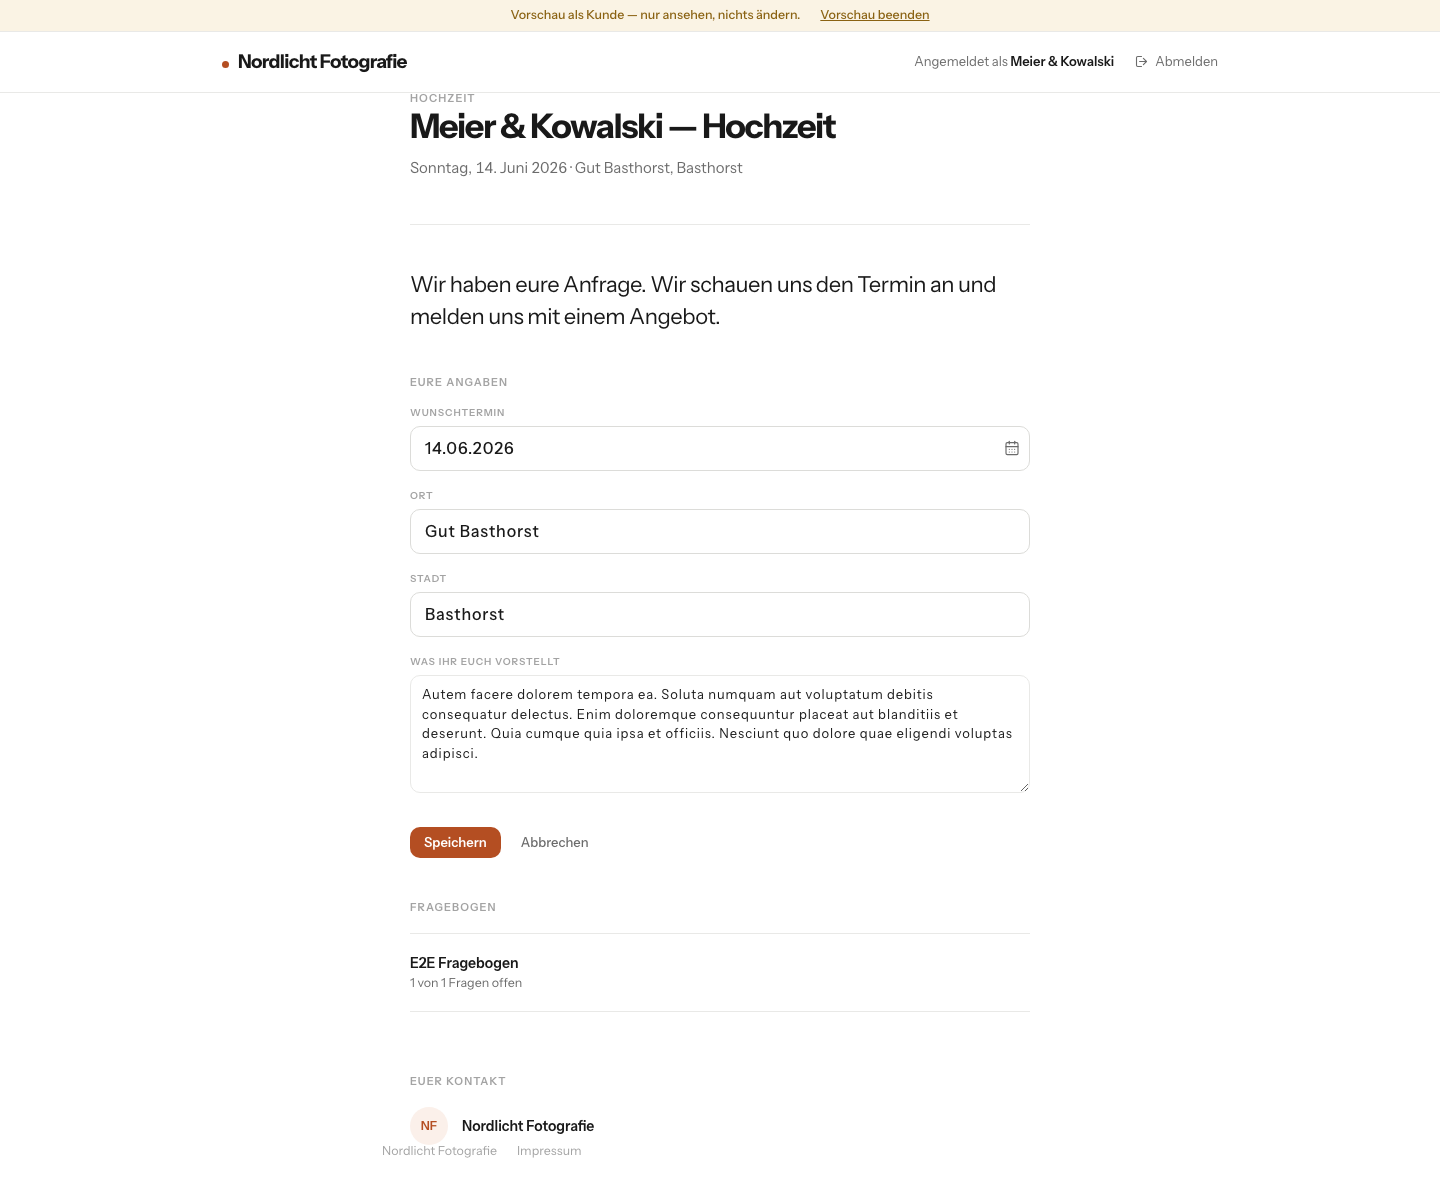 Vorschau als Kunde — nur ansehen, nichts ändern. Vorschau beenden
Nordlicht Fotografie
Angemeldet als Meier & Kowalski Abmelden
HOCHZEIT
Meier & Kowalski — Hochzeit
Sonntag, 14. Juni 2026 · Gut Basthorst, Basthorst
Wir haben eure Anfrage. Wir schauen uns den Termin an und
melden uns mit einem Angebot.
EURE ANGABEN
WUNSCHTERMIN
14.06.2026
ORT
Gut Basthorst
STADT
Basthorst
WAS IHR EUCH VORSTELLT
Autem facere dolorem tempora ea. Soluta numquam aut voluptatum debitis
consequatur delectus. Enim doloremque consequuntur placeat aut blanditiis et
deserunt. Quia cumque quia ipsa et officiis. Nesciunt quo dolore quae eligendi voluptas
adipisci.
Speichern Abbrechen
FRAGEBOGEN
E2E Fragebogen
1 von 1 Fragen offen
EUER KONTAKT
NF Nordlicht Fotografie
Nordlicht Fotografie Impressum